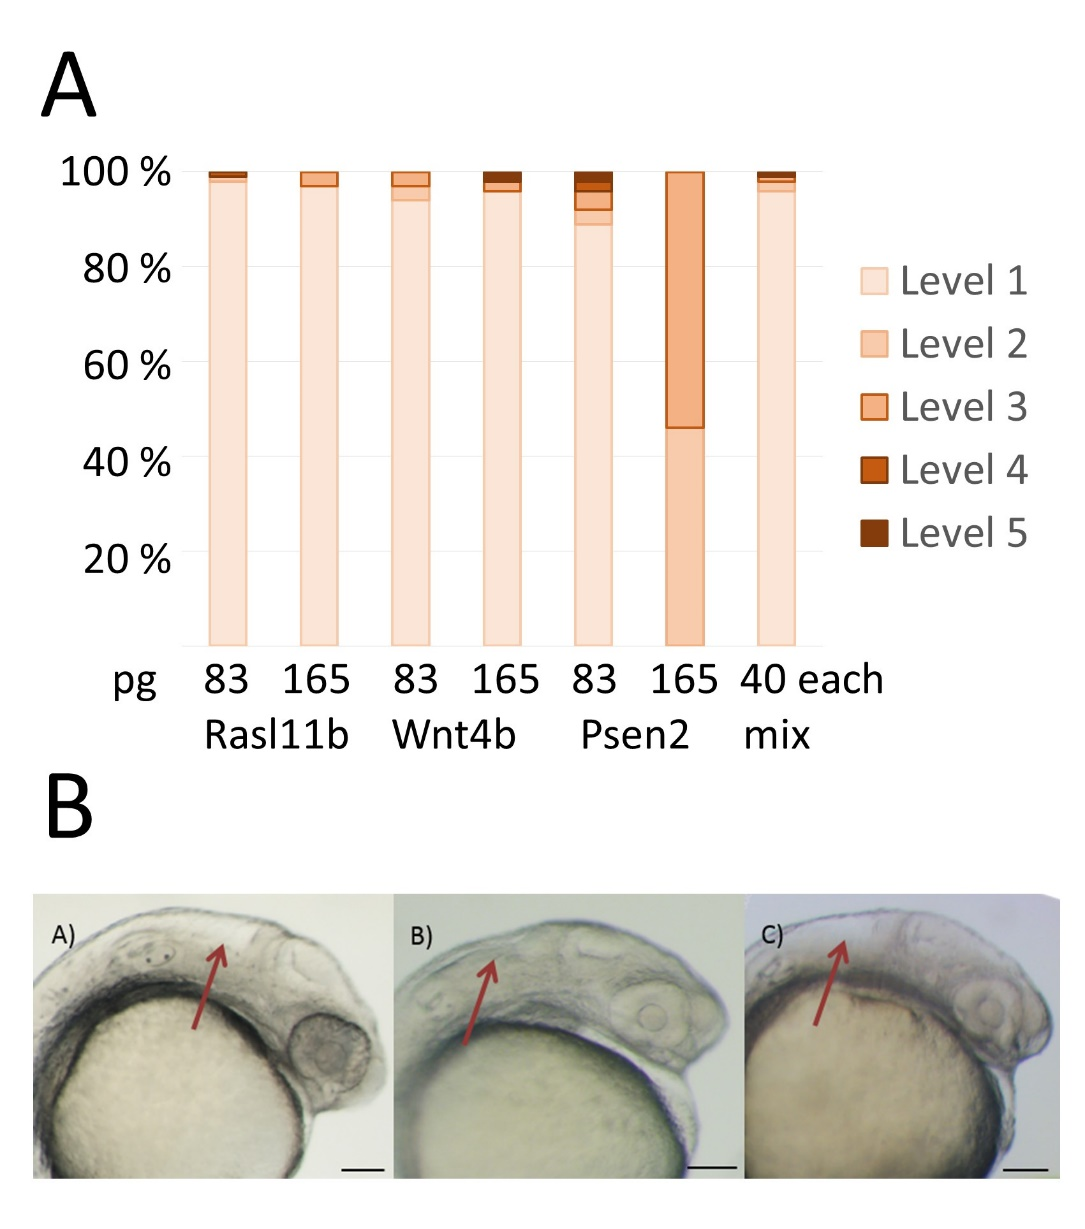 A
100 %
80 %
60 %
40 %
20 %
Level 1
Level 2
Level 3
Level 4
Level 5
pg 83 165 83 165 83 165 40 each
Rasl11b Wnt4b Psen2 mix
B
A) B) C)